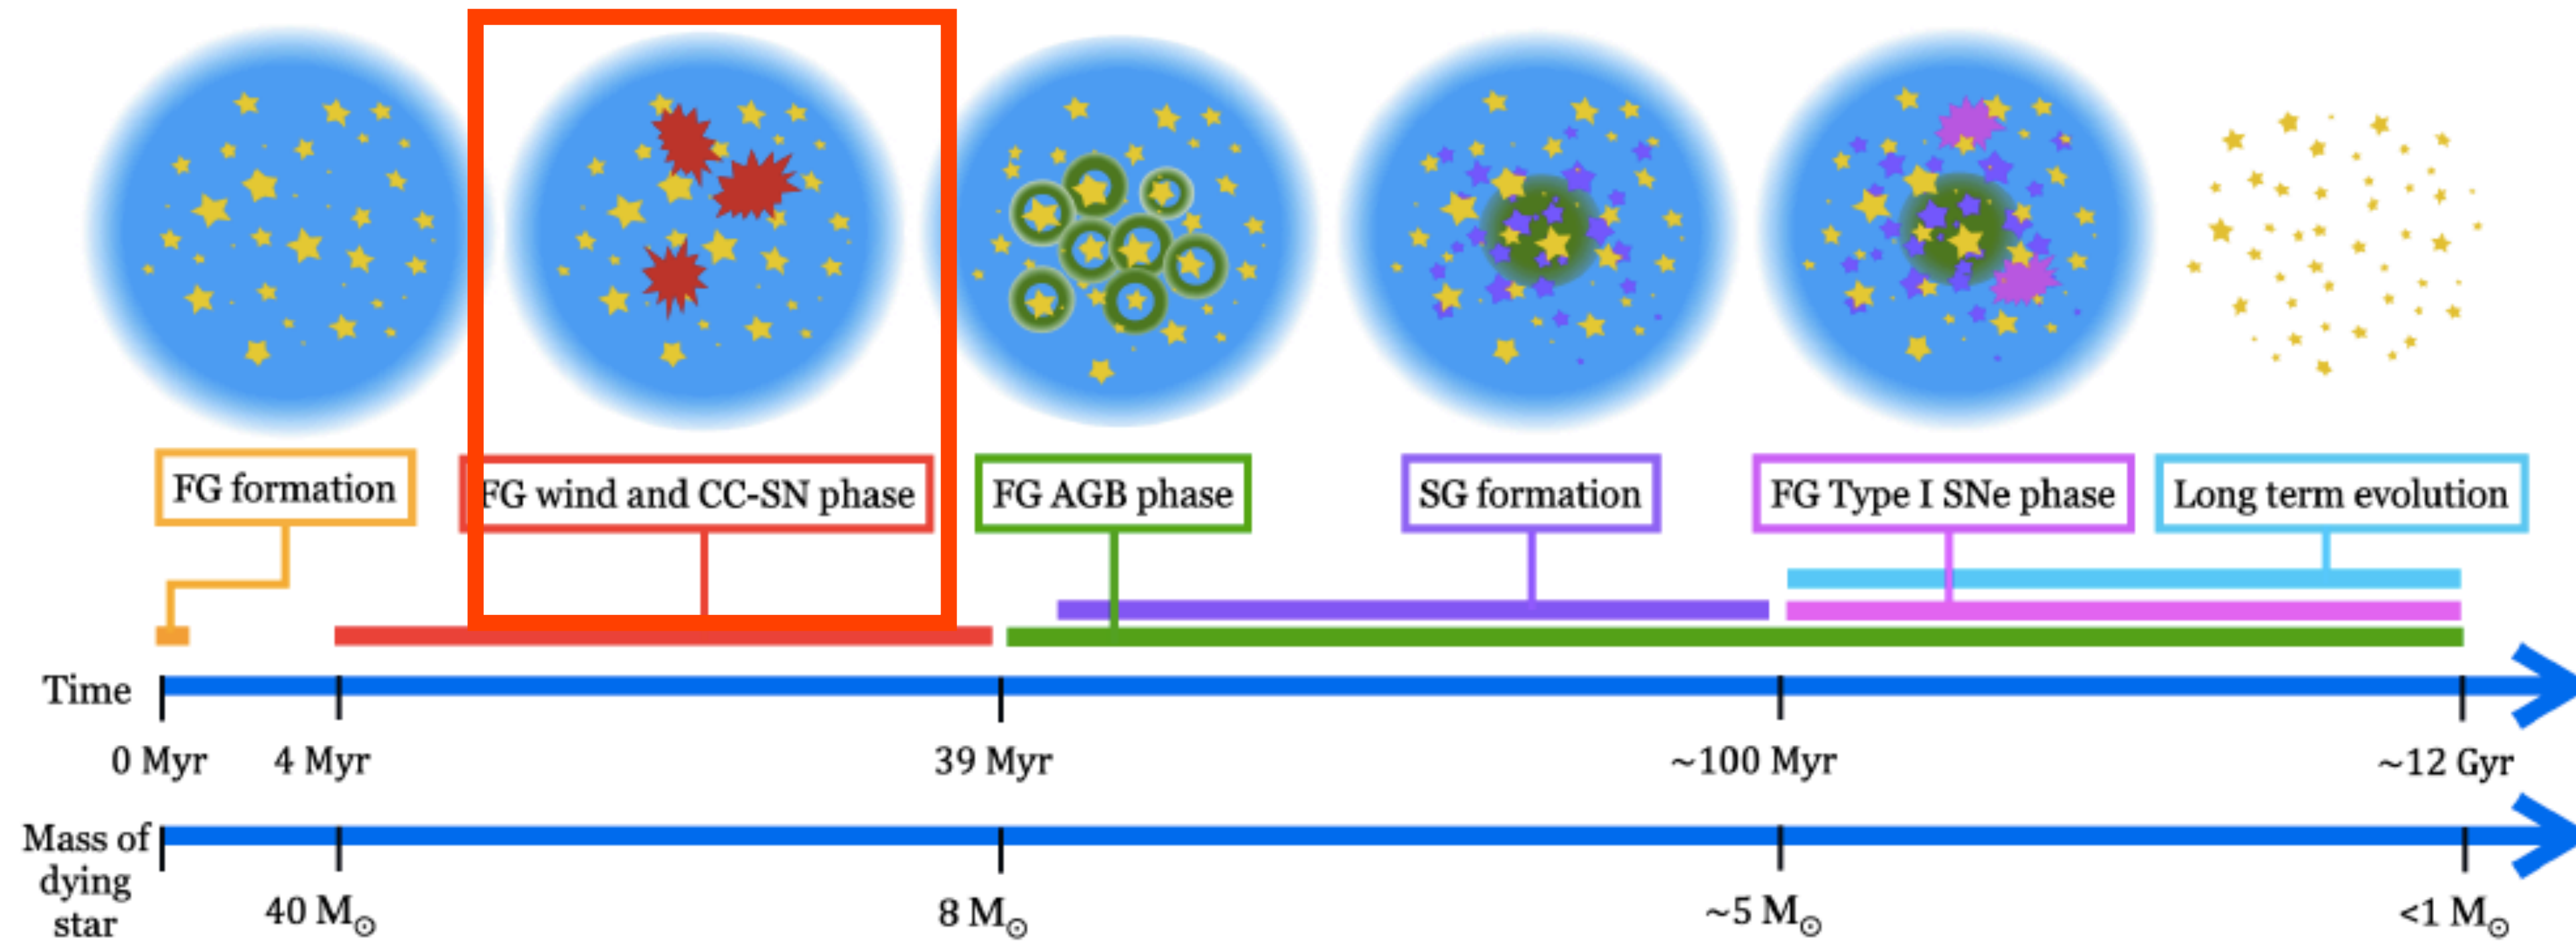 FG formation
FG wind and CC-SN phase
FG AGB phase
SG formation
FG Type I SNe phase
Long term evolution
Time
0 Myr
4 Myr
39 Myr
~100 Myr
~12 Gyr
Mass of
dying
star
40 M☉
8 M☉
~5 M☉
<1 M☉